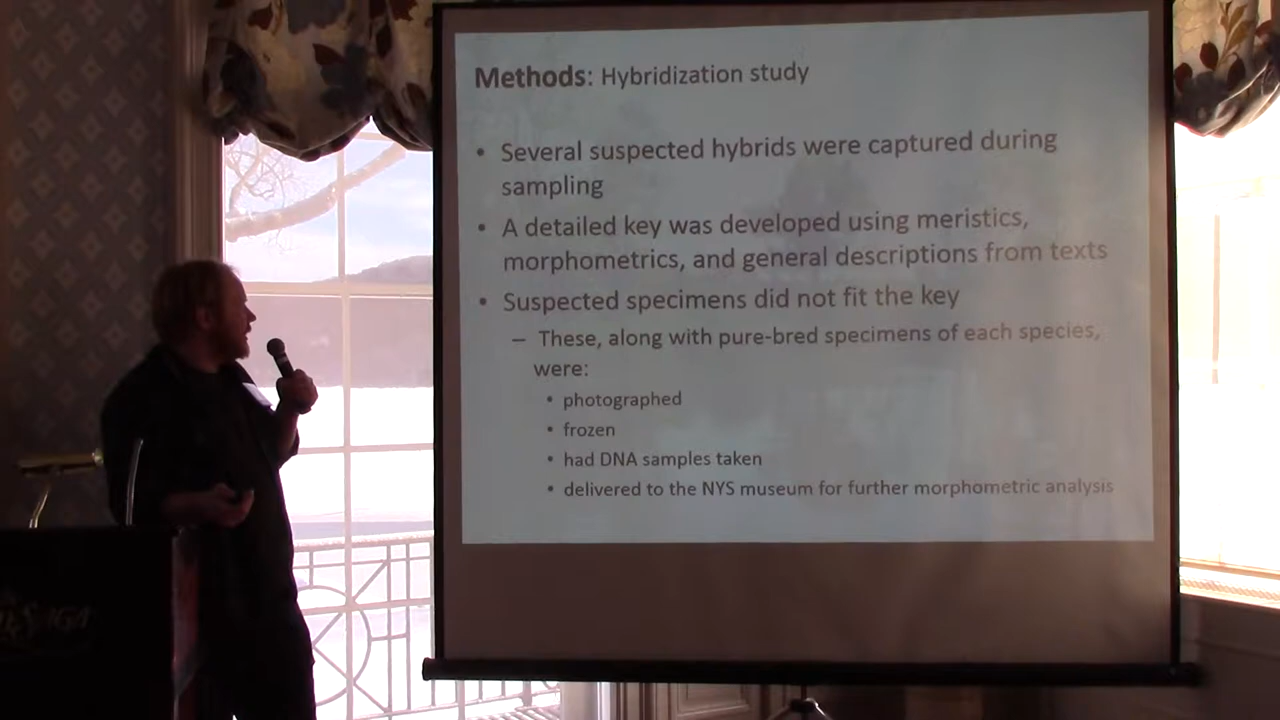 Methods: Hybridization study
• Several suspected hybrids were captured during
sampling
• A detailed key was developed using meristics,
morphometrics, and general descriptions from texts
• Suspected specimens did not fit the key
– These, along with pure-bred specimens of each species,
were:
• photographed
• frozen
• had DNA samples taken
• delivered to the NYS museum for further morphometric analysis